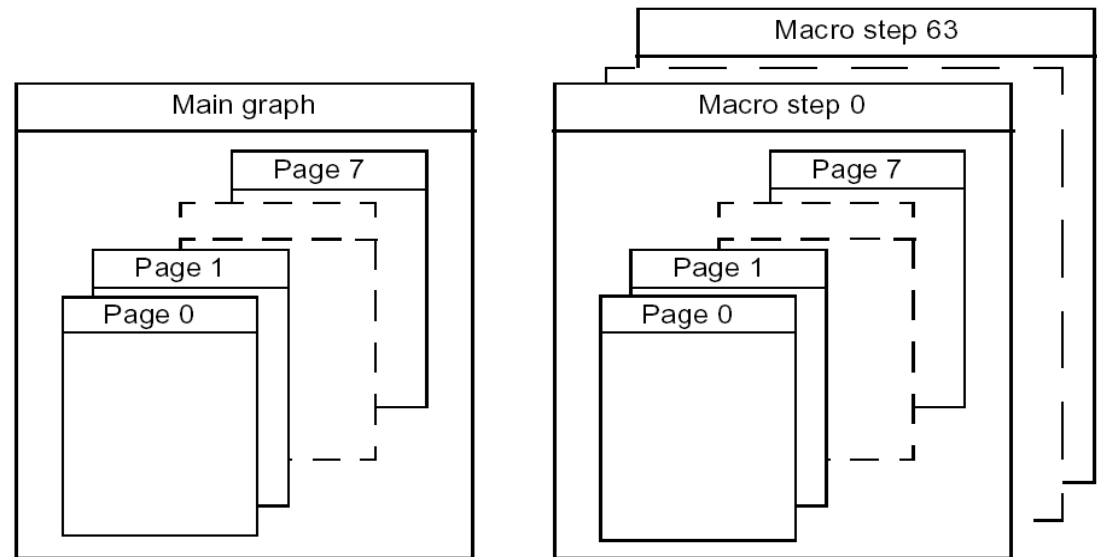 Main graph
Page 7
Page 1
Page 0
Macro step 63
Macro step 0
Page 7
Page 1
Page 0